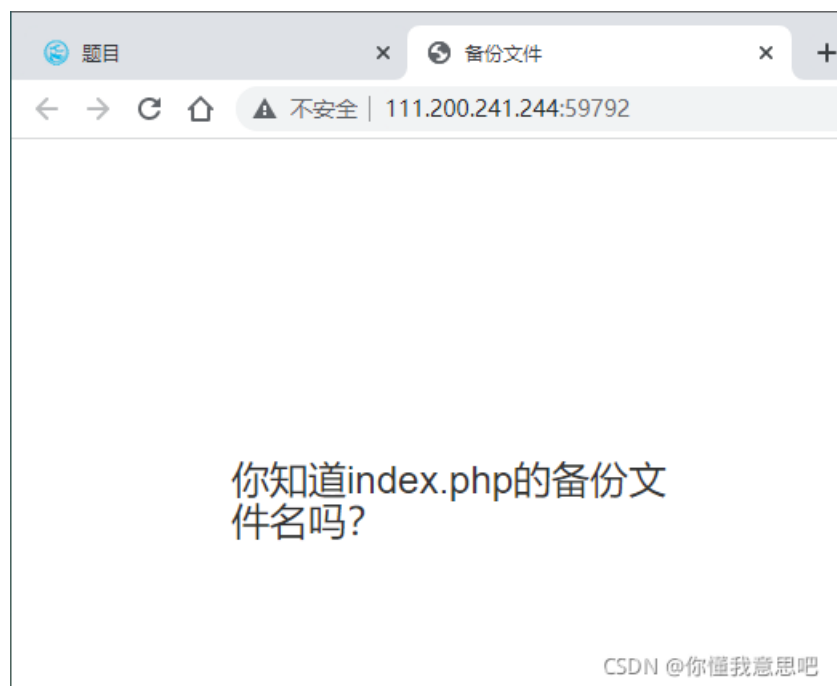 题目
备份文件
不安全 111.200.241.244:59792
你知道index.php的备份文
件名吗?
CSDN @你懂我意思吧